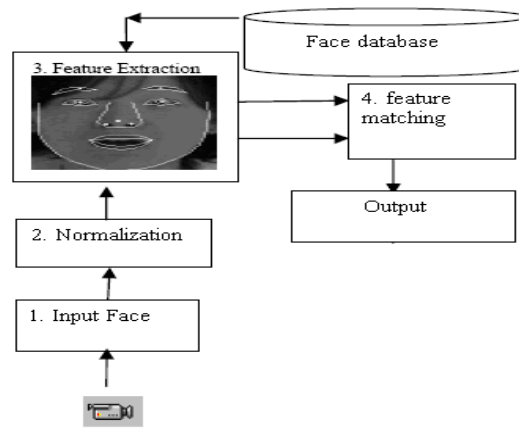 Face database
3. Feature Extraction
4. feature
matching
Output
2. Normalization
1. Input Face